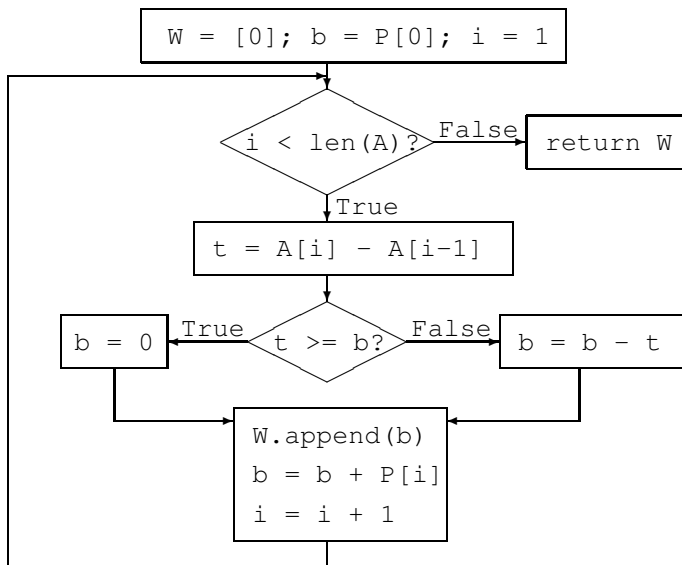 W = [0]; b = P[0]; i = 1
i < len(A)?
False
return W
True
t = A[i] - A[i-1]
b = 0
True
t >= b?
False
b = b - t
W.append(b)
b = b + P[i]
i = i + 1